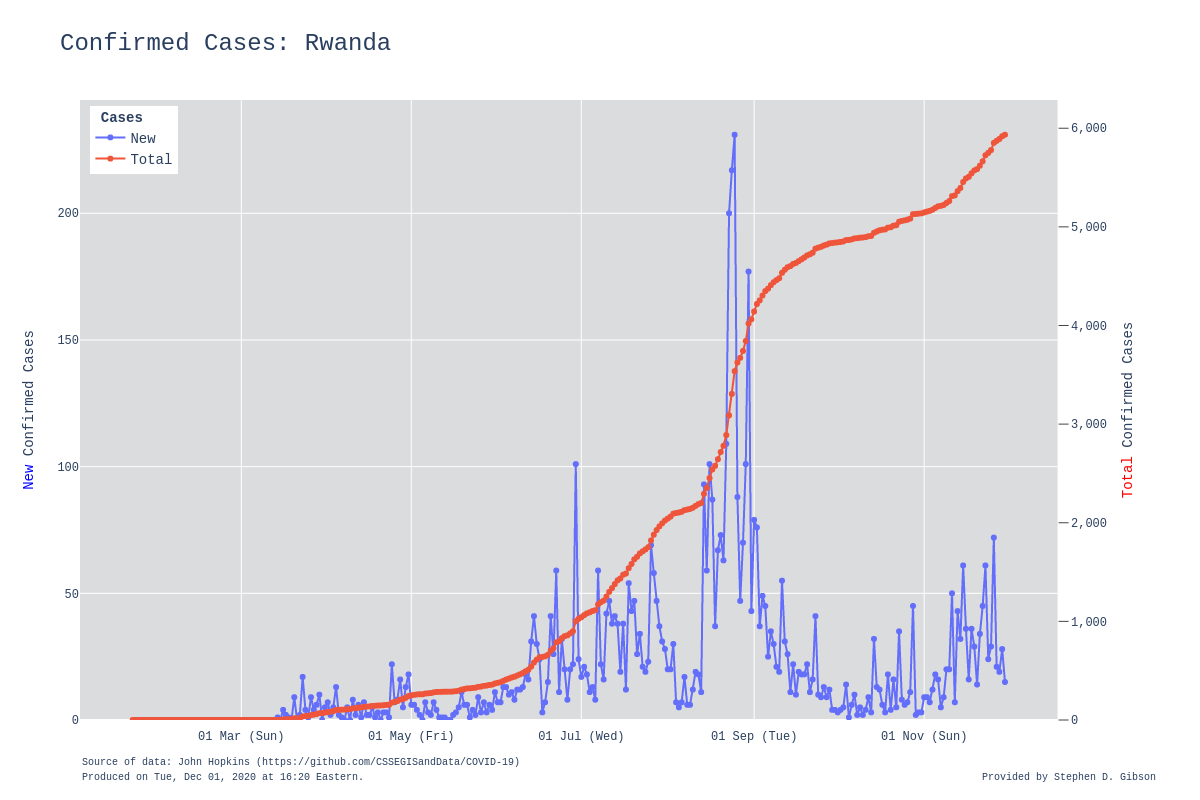 Confirmed Cases: Rwanda
Cases
New
Total
200
150
100
50
0
6,000
5,000
4,000
3,000
2,000
1,000
0
New Confirmed Cases
Total Confirmed Cases
01 Mar (Sun)
01 May (Fri)
01 Jul (Wed)
01 Sep (Tue)
01 Nov (Sun)
Source of data: John Hopkins (https://github.com/CSSEGISandData/COVID-19)
Produced on Tue, Dec 01, 2020 at 16:20 Eastern.
Provided by Stephen D. Gibson